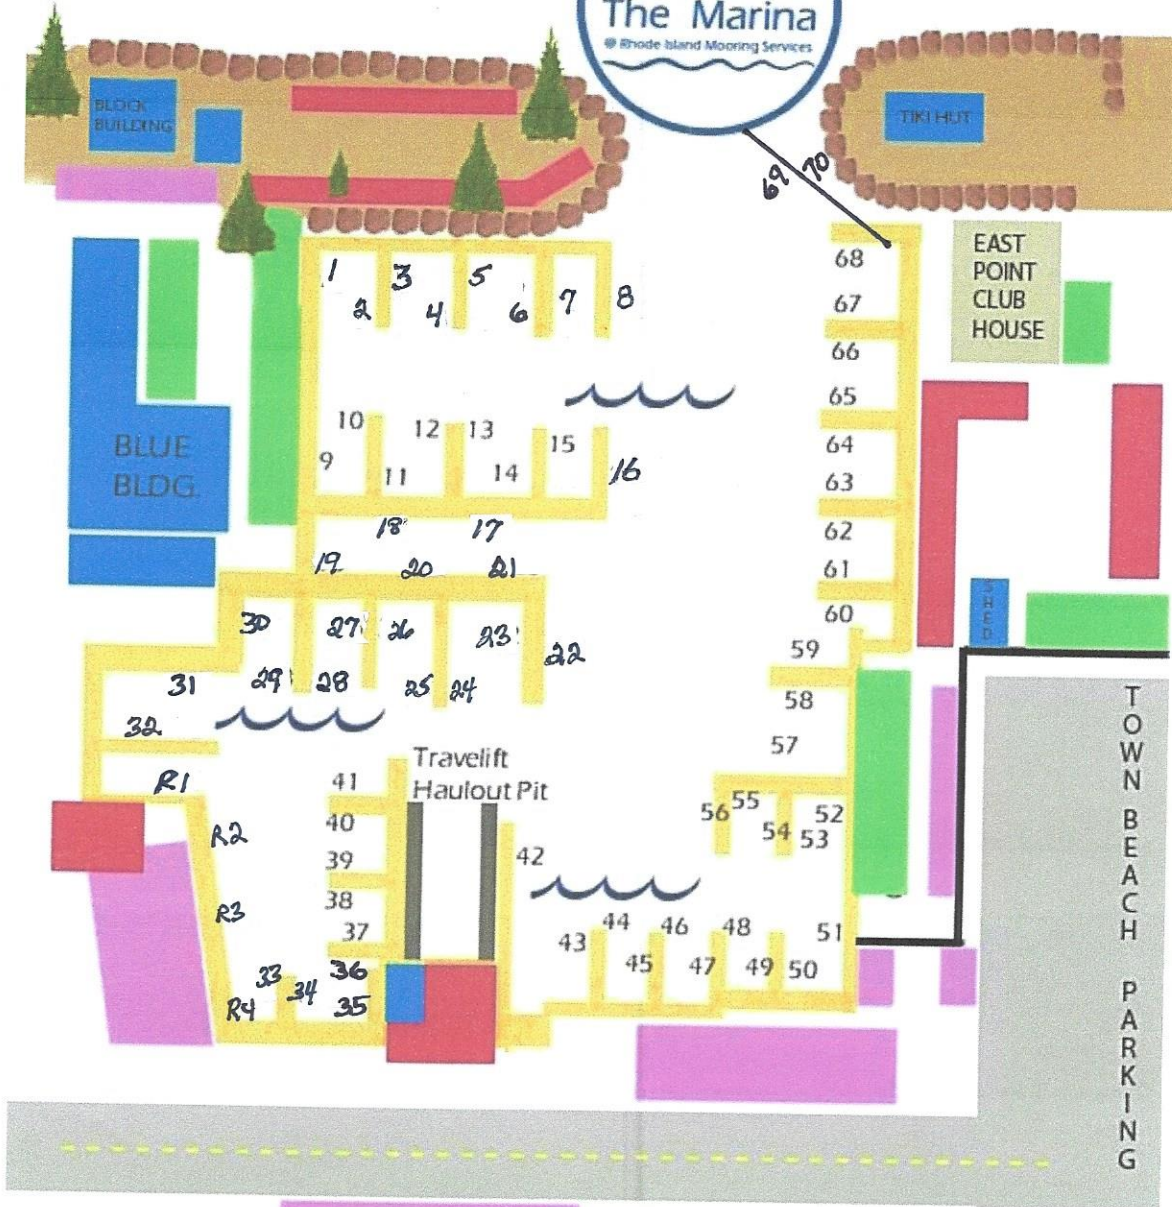 The Marina
@ Rhode Island Mooring Services
BLOCK
BUILDING
TIKI HUT
69 70
EAST
POINT
CLUB
HOUSE
68
67
66
65
64
63
62
61
60
59
58
57
1 3 5
2 4 6 7 8
10 12 13 15
9 11 14 16
BLUE
BLDG.
18 17
19 20 21
30 27 26 23 22
31 29 28 25 24
32
R1
R2
R3
R4
SHED
Travelift
Haulout Pit
41
40
39
38
37
36
33 34 35
42
56 55 54 52
53
43 44 46 48 51
45 47 49 50
TOWN BEACH PARKING